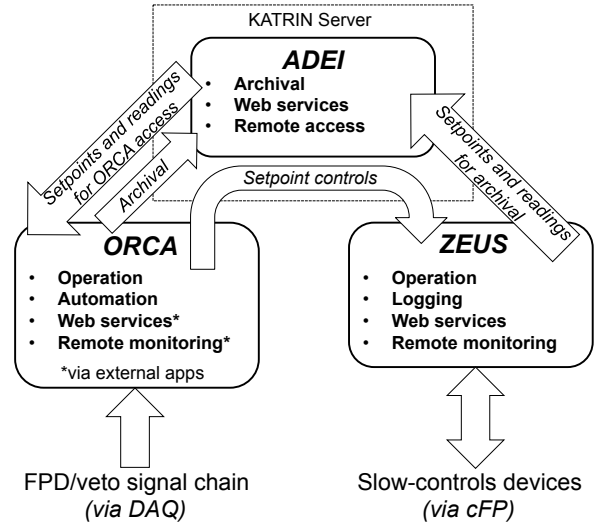 KATRIN Server
ADEI
• Archival
• Web services
• Remote access
Setpoints and readings
for ORCA access
Archival
Setpoint controls
Setpoints and readings
for archival
ORCA
• Operation
• Automation
• Web services*
• Remote monitoring*
*via external apps
ZEUS
• Operation
• Logging
• Web services
• Remote monitoring
FPD/veto signal chain
(via DAQ)
Slow-controls devices
(via cFP)